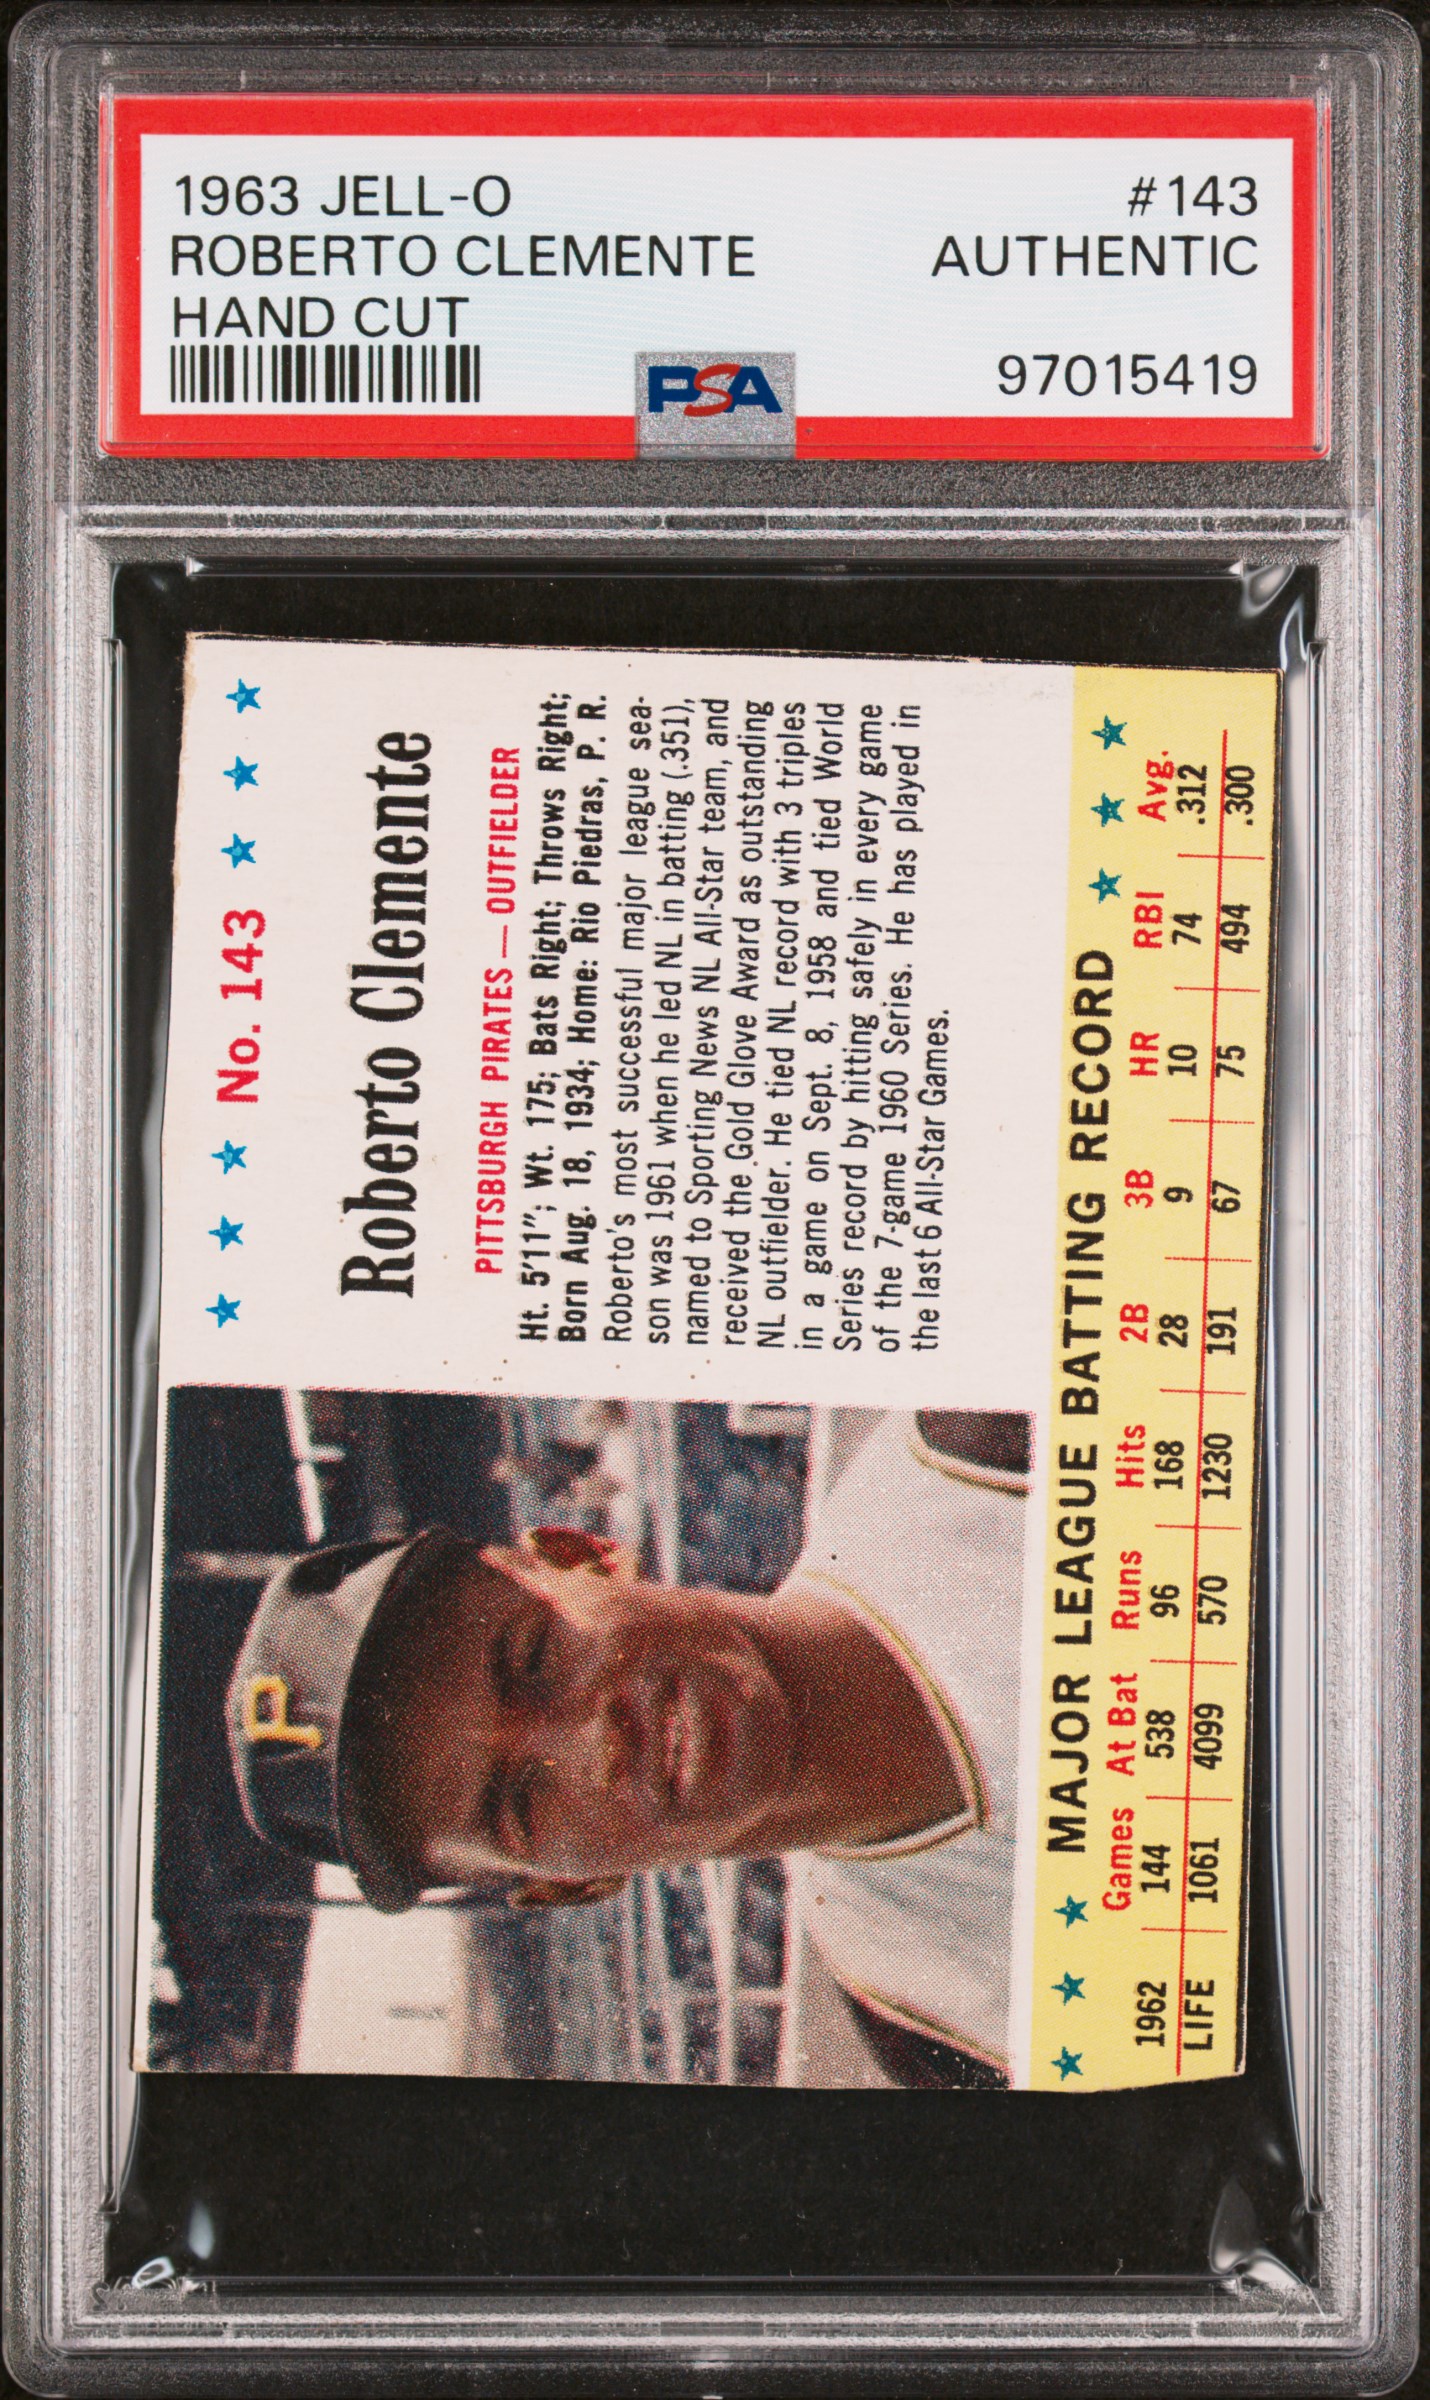 1963 JELL-O #143
ROBERTO CLEMENTE AUTHENTIC
HAND CUT
PSA 97015419
No. 143
Roberto Clemente
PITTSBURGH PIRATES — OUTFIELDER
Ht. 5'11"; Wt. 175; Bats Right; Throws Right;
Born Aug. 18, 1934; Home: Rio Piedras, P. R.
Roberto's most successful major league sea-
son was 1961 when he led NL in batting (.351),
named to Sporting News NL All-Star team, and
received the Gold Glove Award as outstanding
NL outfielder. He tied NL record with 3 triples
in a game on Sept. 8, 1958 and tied World
Series record by hitting safely in every game
of the 7-game 1960 Series. He has played in
the last 6 All-Star Games.
P
MAJOR LEAGUE BATTING RECORD
Games At Bat Runs Hits 2B 3B HR RBI Avg.
1962 144 538 96 168 28 9 10 74 .312
LIFE 1061 4099 570 1230 191 67 75 494 .300